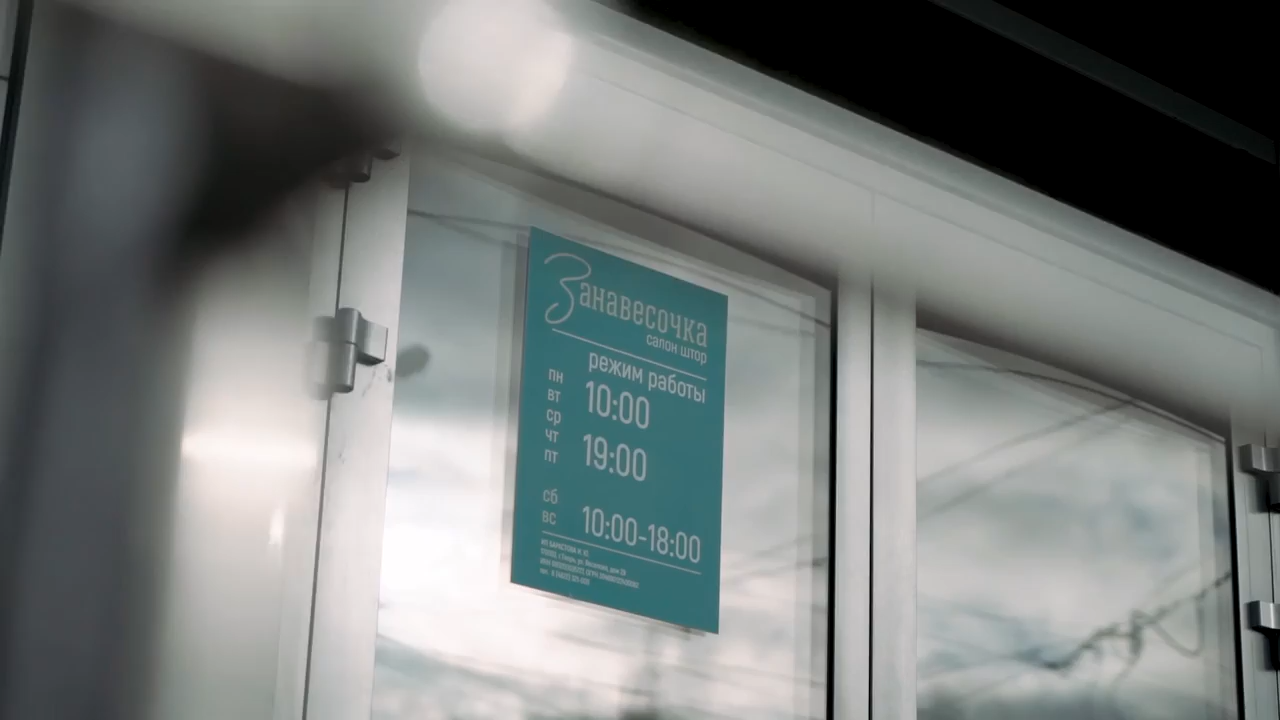 Занавесочка
салон штор
режим работы
пн
вт 10:00
ср
чт 19:00
пт
сб
вс 10:00-18:00